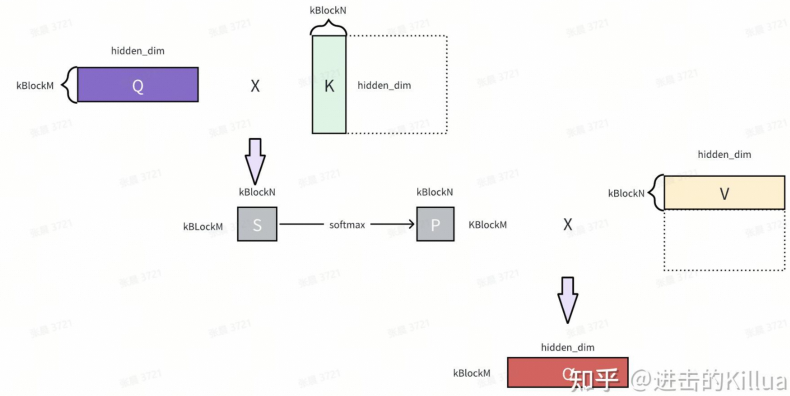 kBlockN
hidden_dim
kBlockM
Q
X
K
hidden_dim
kBlockN
kBlockN
hidden_dim
kBLockM
S
softmax
P
KBlockM
X
kBlockN
V
hidden_dim
kBlockM
O
知乎 @进击的Killua